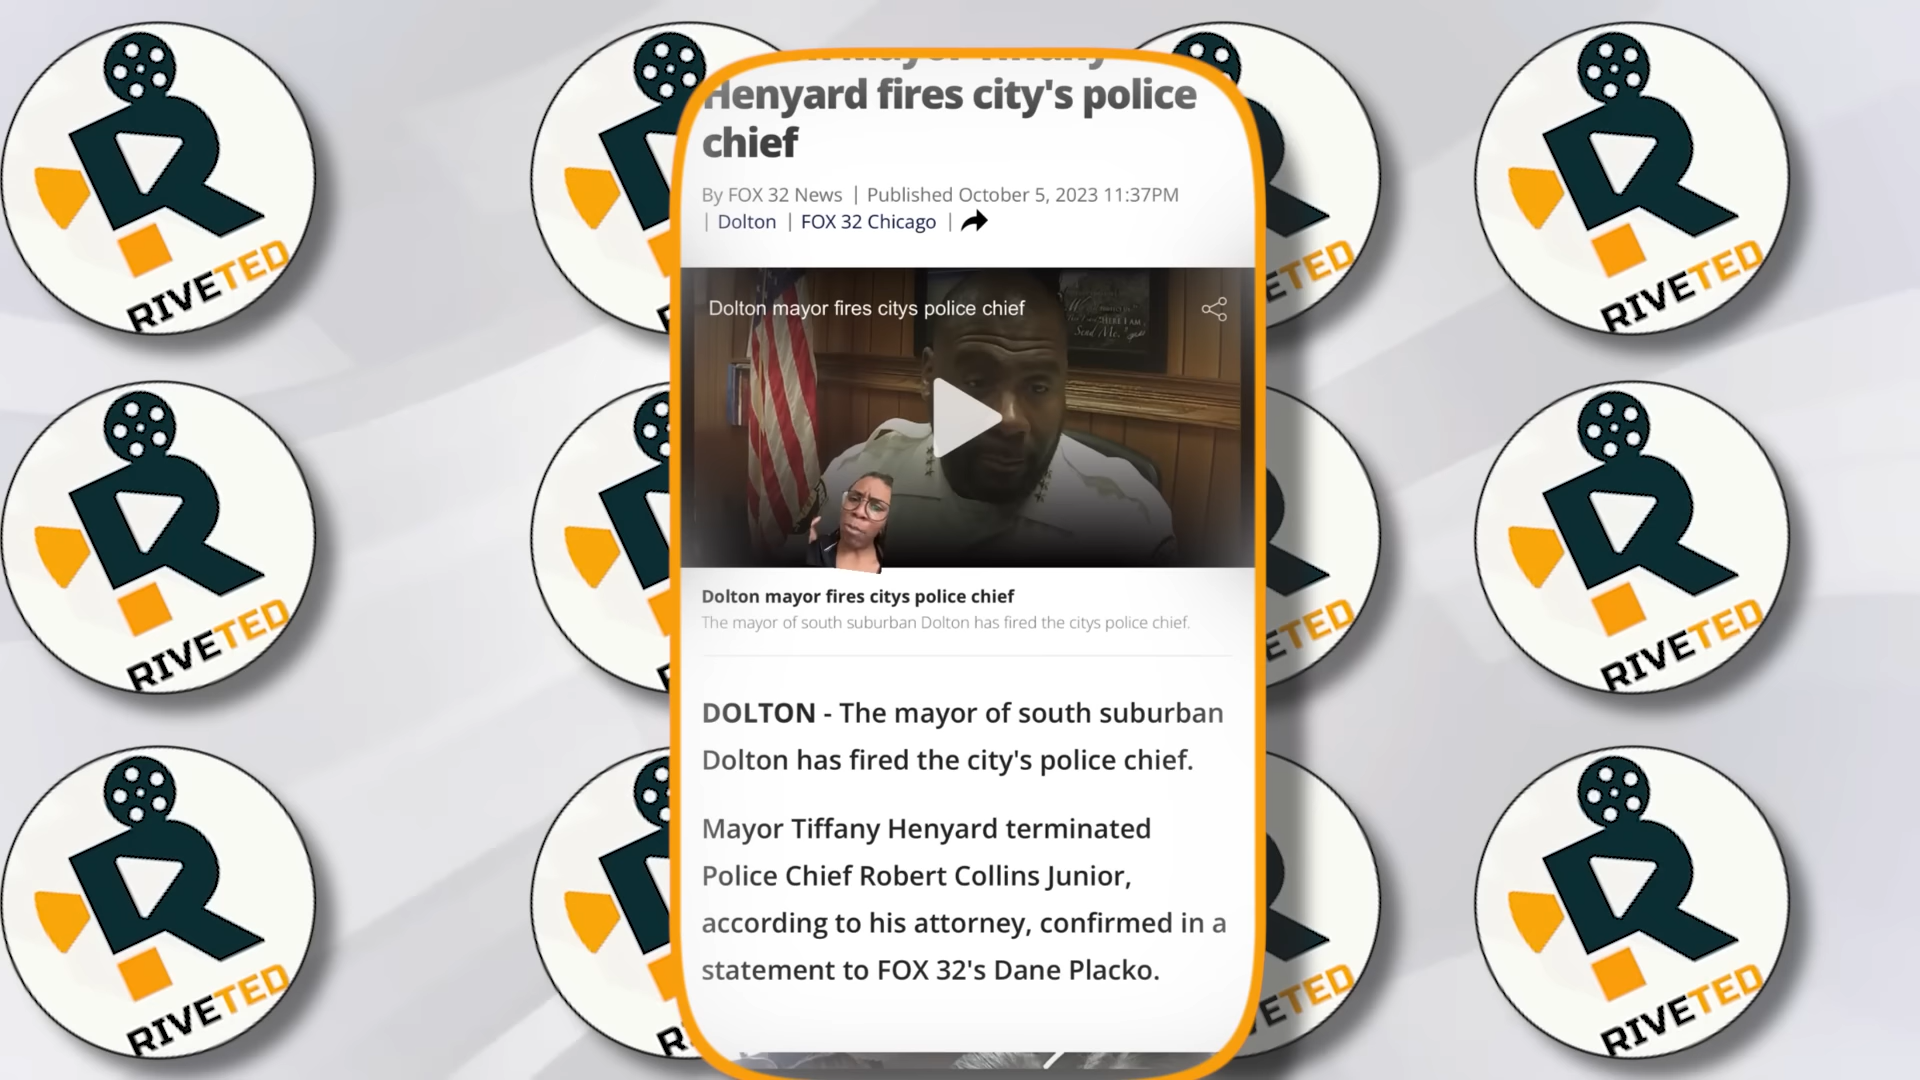 Henyard fires city's police
chief
By FOX 32 News | Published October 5, 2023 11:37PM
| Dolton | FOX 32 Chicago |
Dolton mayor fires citys police chief
Send Me.
Dolton mayor fires citys police chief
The mayor of south suburban Dolton has fired the citys police chief.
DOLTON - The mayor of south suburban
Dolton has fired the city's police chief.
Mayor Tiffany Henyard terminated
Police Chief Robert Collins Junior,
according to his attorney, confirmed in a
statement to FOX 32's Dane Placko.
RIVETED
RIVETED
RIVETED
RIVETED
RIVETED
RIVETED